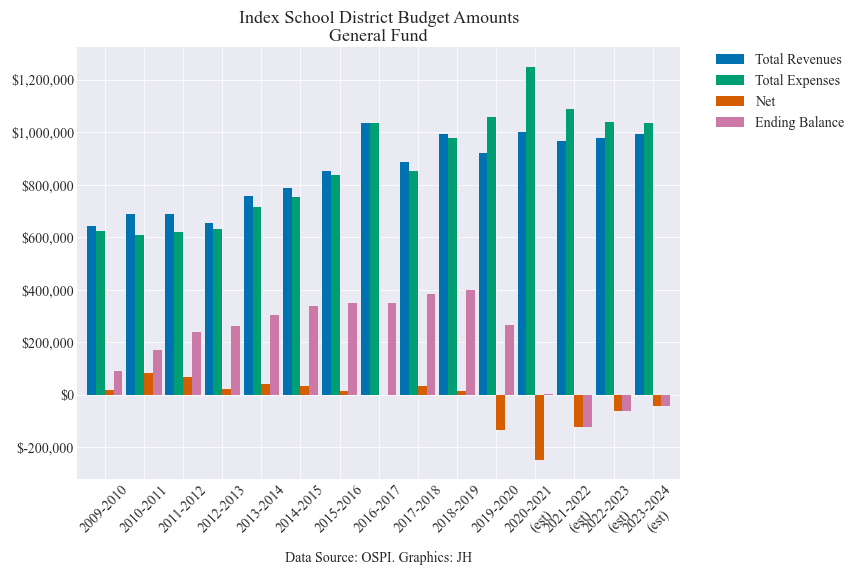 Index School District Budget Amounts
General Fund
Total Revenues
Total Expenses
Net
Ending Balance
$1,200,000
$1,000,000
$800,000
$600,000
$400,000
$200,000
$0
$-200,000
2009-2010
2010-2011
2011-2012
2012-2013
2013-2014
2014-2015
2015-2016
2016-2017
2017-2018
2018-2019
2019-2020
2020-2021
(est)
2021-2022
(est)
2022-2023
(est)
2023-2024
(est)
Data Source: OSPI. Graphics: JH